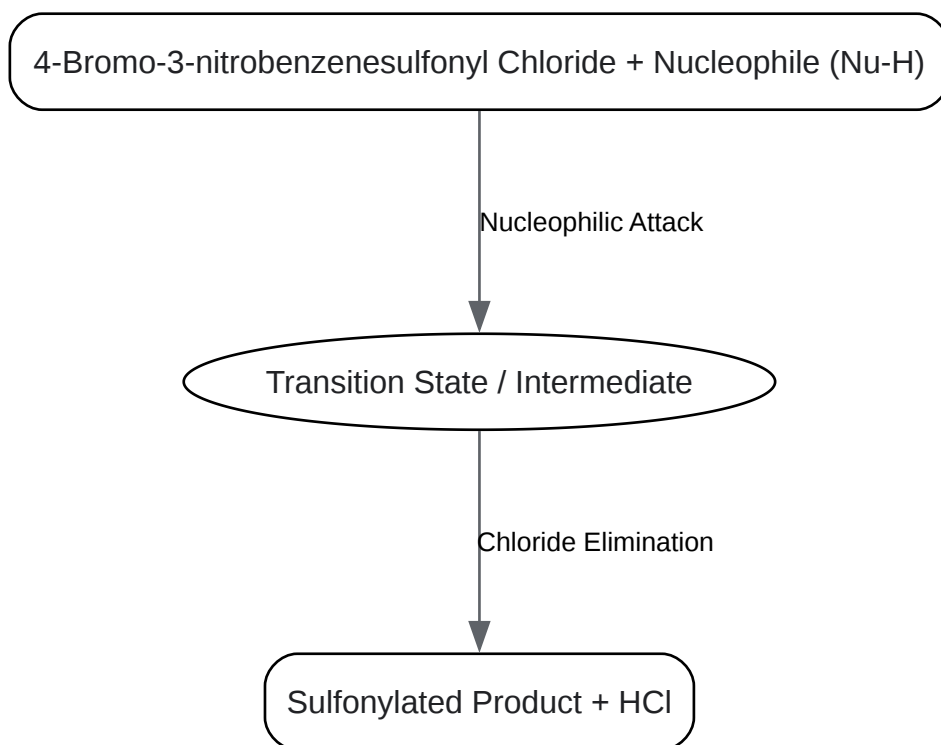 4-Bromo-3-nitrobenzenesulfonyl Chloride + Nucleophile (Nu-H)
Nucleophilic Attack
Transition State / Intermediate
Chloride Elimination
Sulfonylated Product + HCl